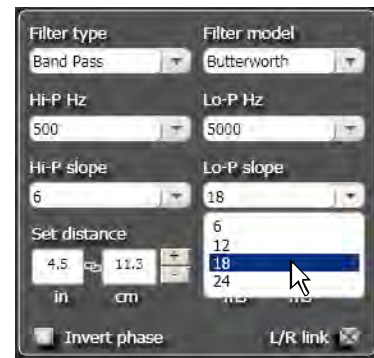 Filter type Filter model
Band Pass Butterworth
Hi-P Hz Lo-P Hz
500 5000
Hi-P slope Lo-P slope
6 18
6
12
18
24
Set distance
4.5 11.3 + -
in cm
Invert phase L/R link